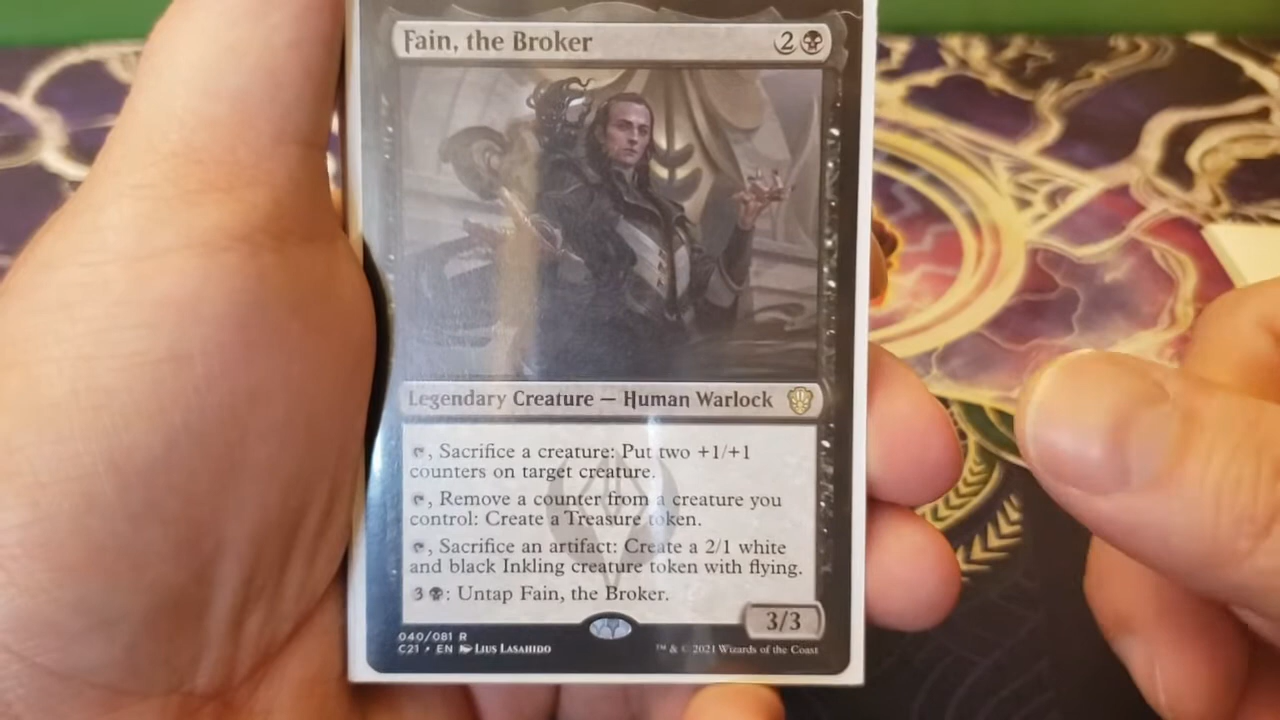 Fain, the Broker 2
Legendary Creature — Human Warlock
, Sacrifice a creature: Put two +1/+1
counters on target creature.
, Remove a counter from a creature you
control: Create a Treasure token.
, Sacrifice an artifact: Create a 2/1 white
and black Inkling creature token with flying.
3 : Untap Fain, the Broker.
3/3
040/081 R
C21 • EN Lius Lasahido
™ & © 2021 Wizards of the Coast